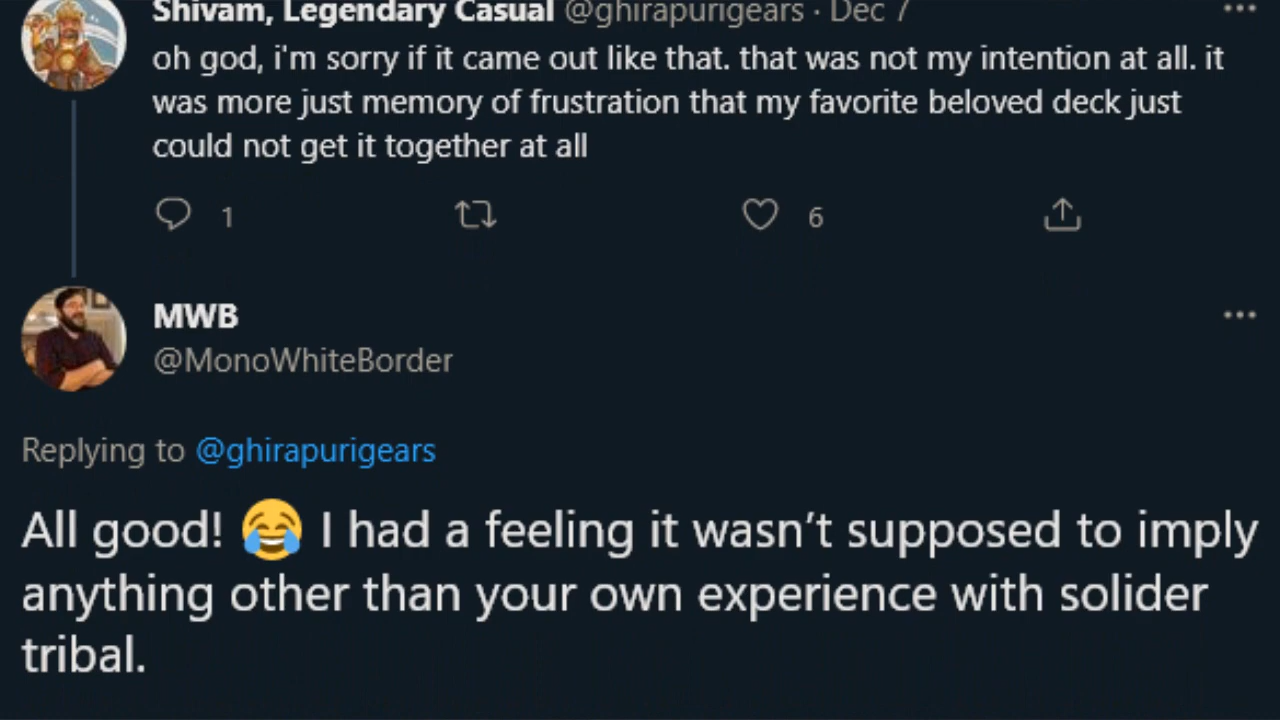 Shivam, Legendary Casual @ghirapurigears · Dec 7
oh god, i'm sorry if it came out like that. that was not my intention at all. it
was more just memory of frustration that my favorite beloved deck just
could not get it together at all
1 6
MWB
@MonoWhiteBorder
Replying to @ghirapurigears
All good! 😂 I had a feeling it wasn’t supposed to imply
anything other than your own experience with solider
tribal.